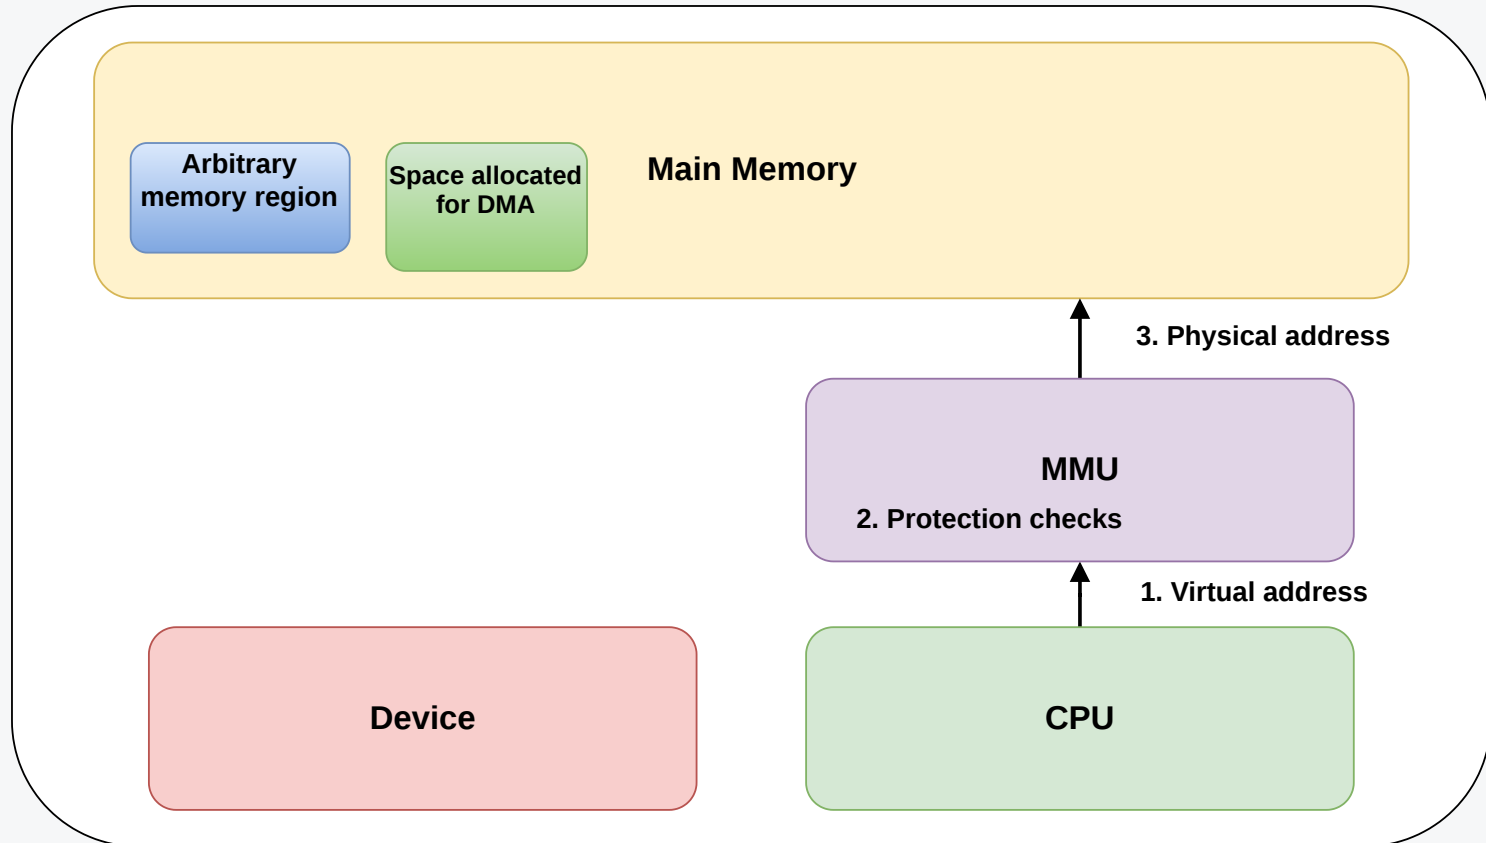 Arbitrary
memory region
Space allocated
for DMA
Main Memory
3. Physical address
MMU
2. Protection checks
1. Virtual address
Device
CPU